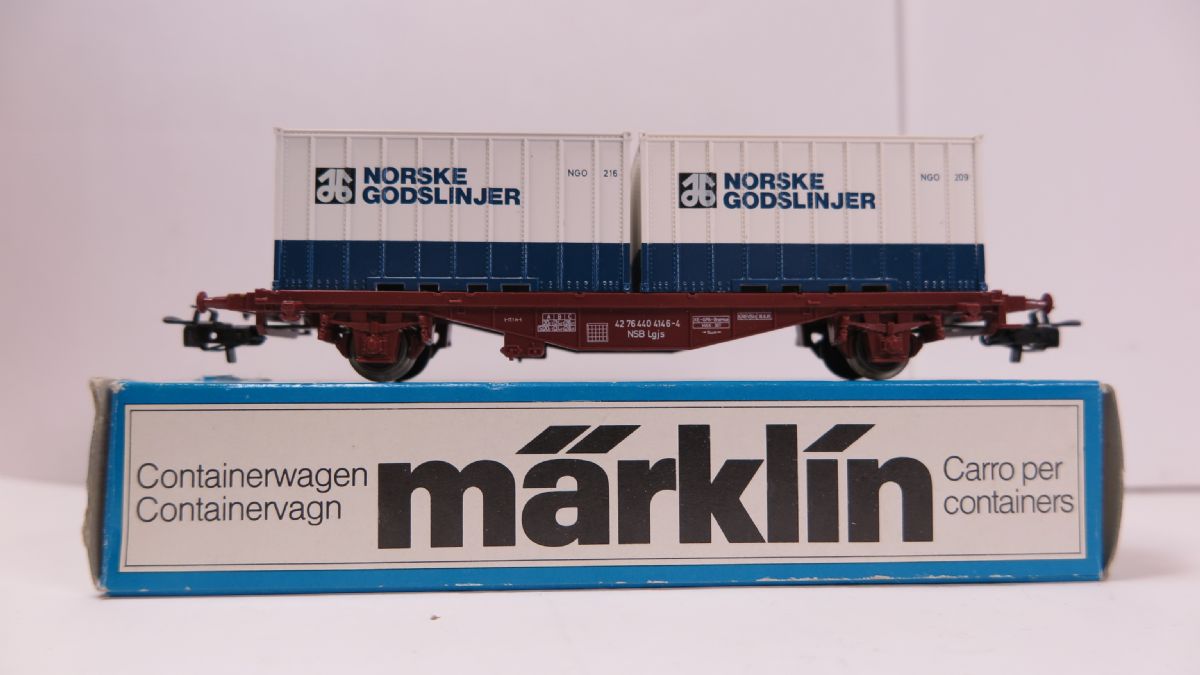 NORSKE
GODSLINJER
NGO 216
NORSKE
GODSLINJER
NGO 209
A B C
42 76 440 4146-4
NSB Lgjs
Containerwagen
Containervagn
märklin
Carro per
containers